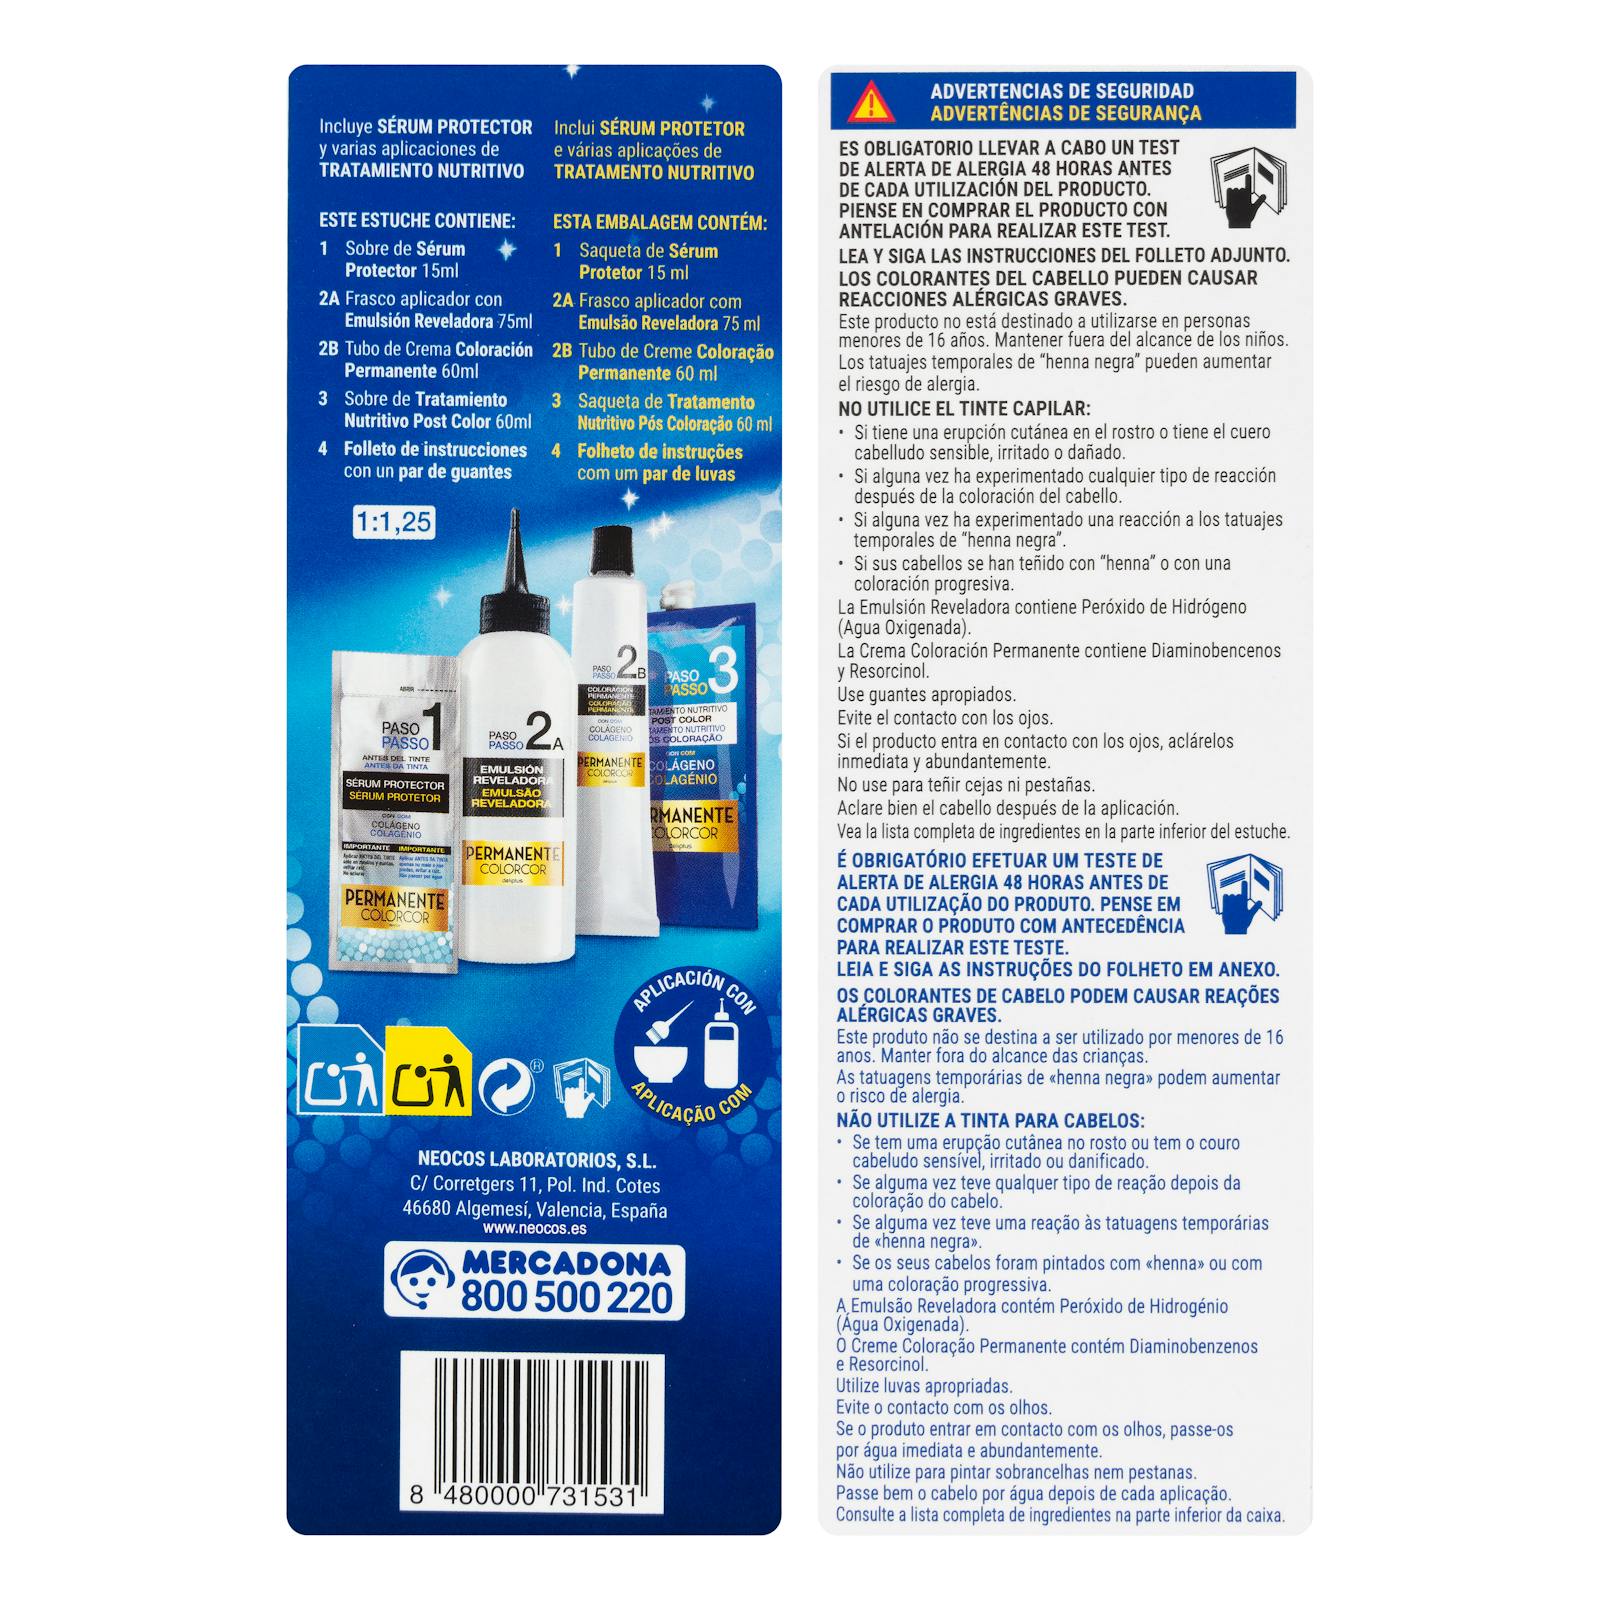 Incluye SÉRUM PROTECTOR
y varias aplicaciones de
TRATAMIENTO NUTRITIVO
Inclui SÉRUM PROTETOR
e várias aplicações de
TRATAMENTO NUTRITIVO
ESTE ESTUCHE CONTIENE:
1 Sobre de Sérum
Protector 15ml
2A Frasco aplicador con
Emulsión Reveladora 75ml
2B Tubo de Crema Coloración
Permanente 60ml
3 Sobre de Tratamiento
Nutritivo Post Color 60ml
4 Folleto de instrucciones
con un par de guantes
ESTA EMBALAGEM CONTÉM:
1 Saqueta de Sérum
Protetor 15 ml
2A Frasco aplicador com
Emulsão Reveladora 75 ml
2B Tubo de Creme Coloração
Permanente 60 ml
3 Saqueta de Tratamento
Nutritivo Pós Coloração 60 ml
4 Folheto de instruções
com um par de luvas
1:1,25
ABRIR
PASO
PASSO 1
ANTES DEL TINTE
ANTES DA TINTA
SÉRUM PROTECTOR
SÉRUM PROTETOR
CON COM
COLÁGENO
COLAGÉNIO
IMPORTANTE IMPORTANTE
PERMANENTE
COLORCOR
PASO
PASSO 2A
EMULSIÓN
REVELADORA
EMULSÃO
REVELADORA
PERMANENTE
COLORCOR
deliplus
PASO
PASSO 2B
COLORACIÓN
PERMANENTE
COLORAÇÃO
PERMANENTE
CON COM
COLÁGENO
COLAGÉNIO
PERMANENTE
COLORCOR
PASO
PASSO 3
TAMIENTO NUTRITIVO
POST COLOR
TAMENTO NUTRITIVO
ÓS COLORAÇÃO
CON COM
COLÁGENO
COLAGÉNIO
RMANENTE
COLORCOR
deliplus
APLICACIÓN CON
APLICAÇÃO COM
®
NEOCOS LABORATORIOS, S.L.
C/ Corretgers 11, Pol. Ind. Cotes
46680 Algemesí, Valencia, España
www.neocos.es
MERCADONA
800 500 220
8 480000 731531
ADVERTENCIAS DE SEGURIDAD
ADVERTÊNCIAS DE SEGURANÇA
ES OBLIGATORIO LLEVAR A CABO UN TEST
DE ALERTA DE ALERGIA 48 HORAS ANTES
DE CADA UTILIZACIÓN DEL PRODUCTO.
PIENSE EN COMPRAR EL PRODUCTO CON
ANTELACIÓN PARA REALIZAR ESTE TEST.
LEA Y SIGA LAS INSTRUCCIONES DEL FOLLETO ADJUNTO.
LOS COLORANTES DEL CABELLO PUEDEN CAUSAR
REACCIONES ALÉRGICAS GRAVES.
Este producto no está destinado a utilizarse en personas
menores de 16 años. Mantener fuera del alcance de los niños.
Los tatuajes temporales de “henna negra” pueden aumentar
el riesgo de alergia.
NO UTILICE EL TINTE CAPILAR:
• Si tiene una erupción cutánea en el rostro o tiene el cuero
cabelludo sensible, irritado o dañado.
• Si alguna vez ha experimentado cualquier tipo de reacción
después de la coloración del cabello.
• Si alguna vez ha experimentado una reacción a los tatuajes
temporales de “henna negra”.
• Si sus cabellos se han teñido con “henna” o con una
coloración progresiva.
La Emulsión Reveladora contiene Peróxido de Hidrógeno
(Agua Oxigenada).
La Crema Coloración Permanente contiene Diaminobencenos
y Resorcinol.
Use guantes apropiados.
Evite el contacto con los ojos.
Si el producto entra en contacto con los ojos, aclárelos
inmediata y abundantemente.
No use para teñir cejas ni pestañas.
Aclare bien el cabello después de la aplicación.
Vea la lista completa de ingredientes en la parte inferior del estuche.
É OBRIGATÓRIO EFETUAR UM TESTE DE
ALERTA DE ALERGIA 48 HORAS ANTES DE
CADA UTILIZAÇÃO DO PRODUTO. PENSE EM
COMPRAR O PRODUTO COM ANTECEDÊNCIA
PARA REALIZAR ESTE TESTE.
LEIA E SIGA AS INSTRUÇÕES DO FOLHETO EM ANEXO.
OS COLORANTES DE CABELO PODEM CAUSAR REAÇÕES
ALÉRGICAS GRAVES.
Este produto não se destina a ser utilizado por menores de 16
anos. Manter fora do alcance das crianças.
As tatuagens temporárias de «henna negra» podem aumentar
o risco de alergia.
NÃO UTILIZE A TINTA PARA CABELOS:
• Se tem uma erupção cutânea no rosto ou tem o couro
cabeludo sensível, irritado ou danificado.
• Se alguma vez teve qualquer tipo de reação depois da
coloração do cabelo.
• Se alguma vez teve uma reação às tatuagens temporárias
de «henna negra».
• Se os seus cabelos foram pintados com «henna» ou com
uma coloração progressiva.
A Emulsão Reveladora contém Peróxido de Hidrogénio
(Água Oxigenada).
O Creme Coloração Permanente contém Diaminobenzenos
e Resorcinol.
Utilize luvas apropriadas.
Evite o contacto com os olhos.
Se o produto entrar em contacto com os olhos, passe-os
por água imediata e abundantemente.
Não utilize para pintar sobrancelhas nem pestanas.
Passe bem o cabelo por água depois de cada aplicação.
Consulte a lista completa de ingredientes na parte inferior da caixa.